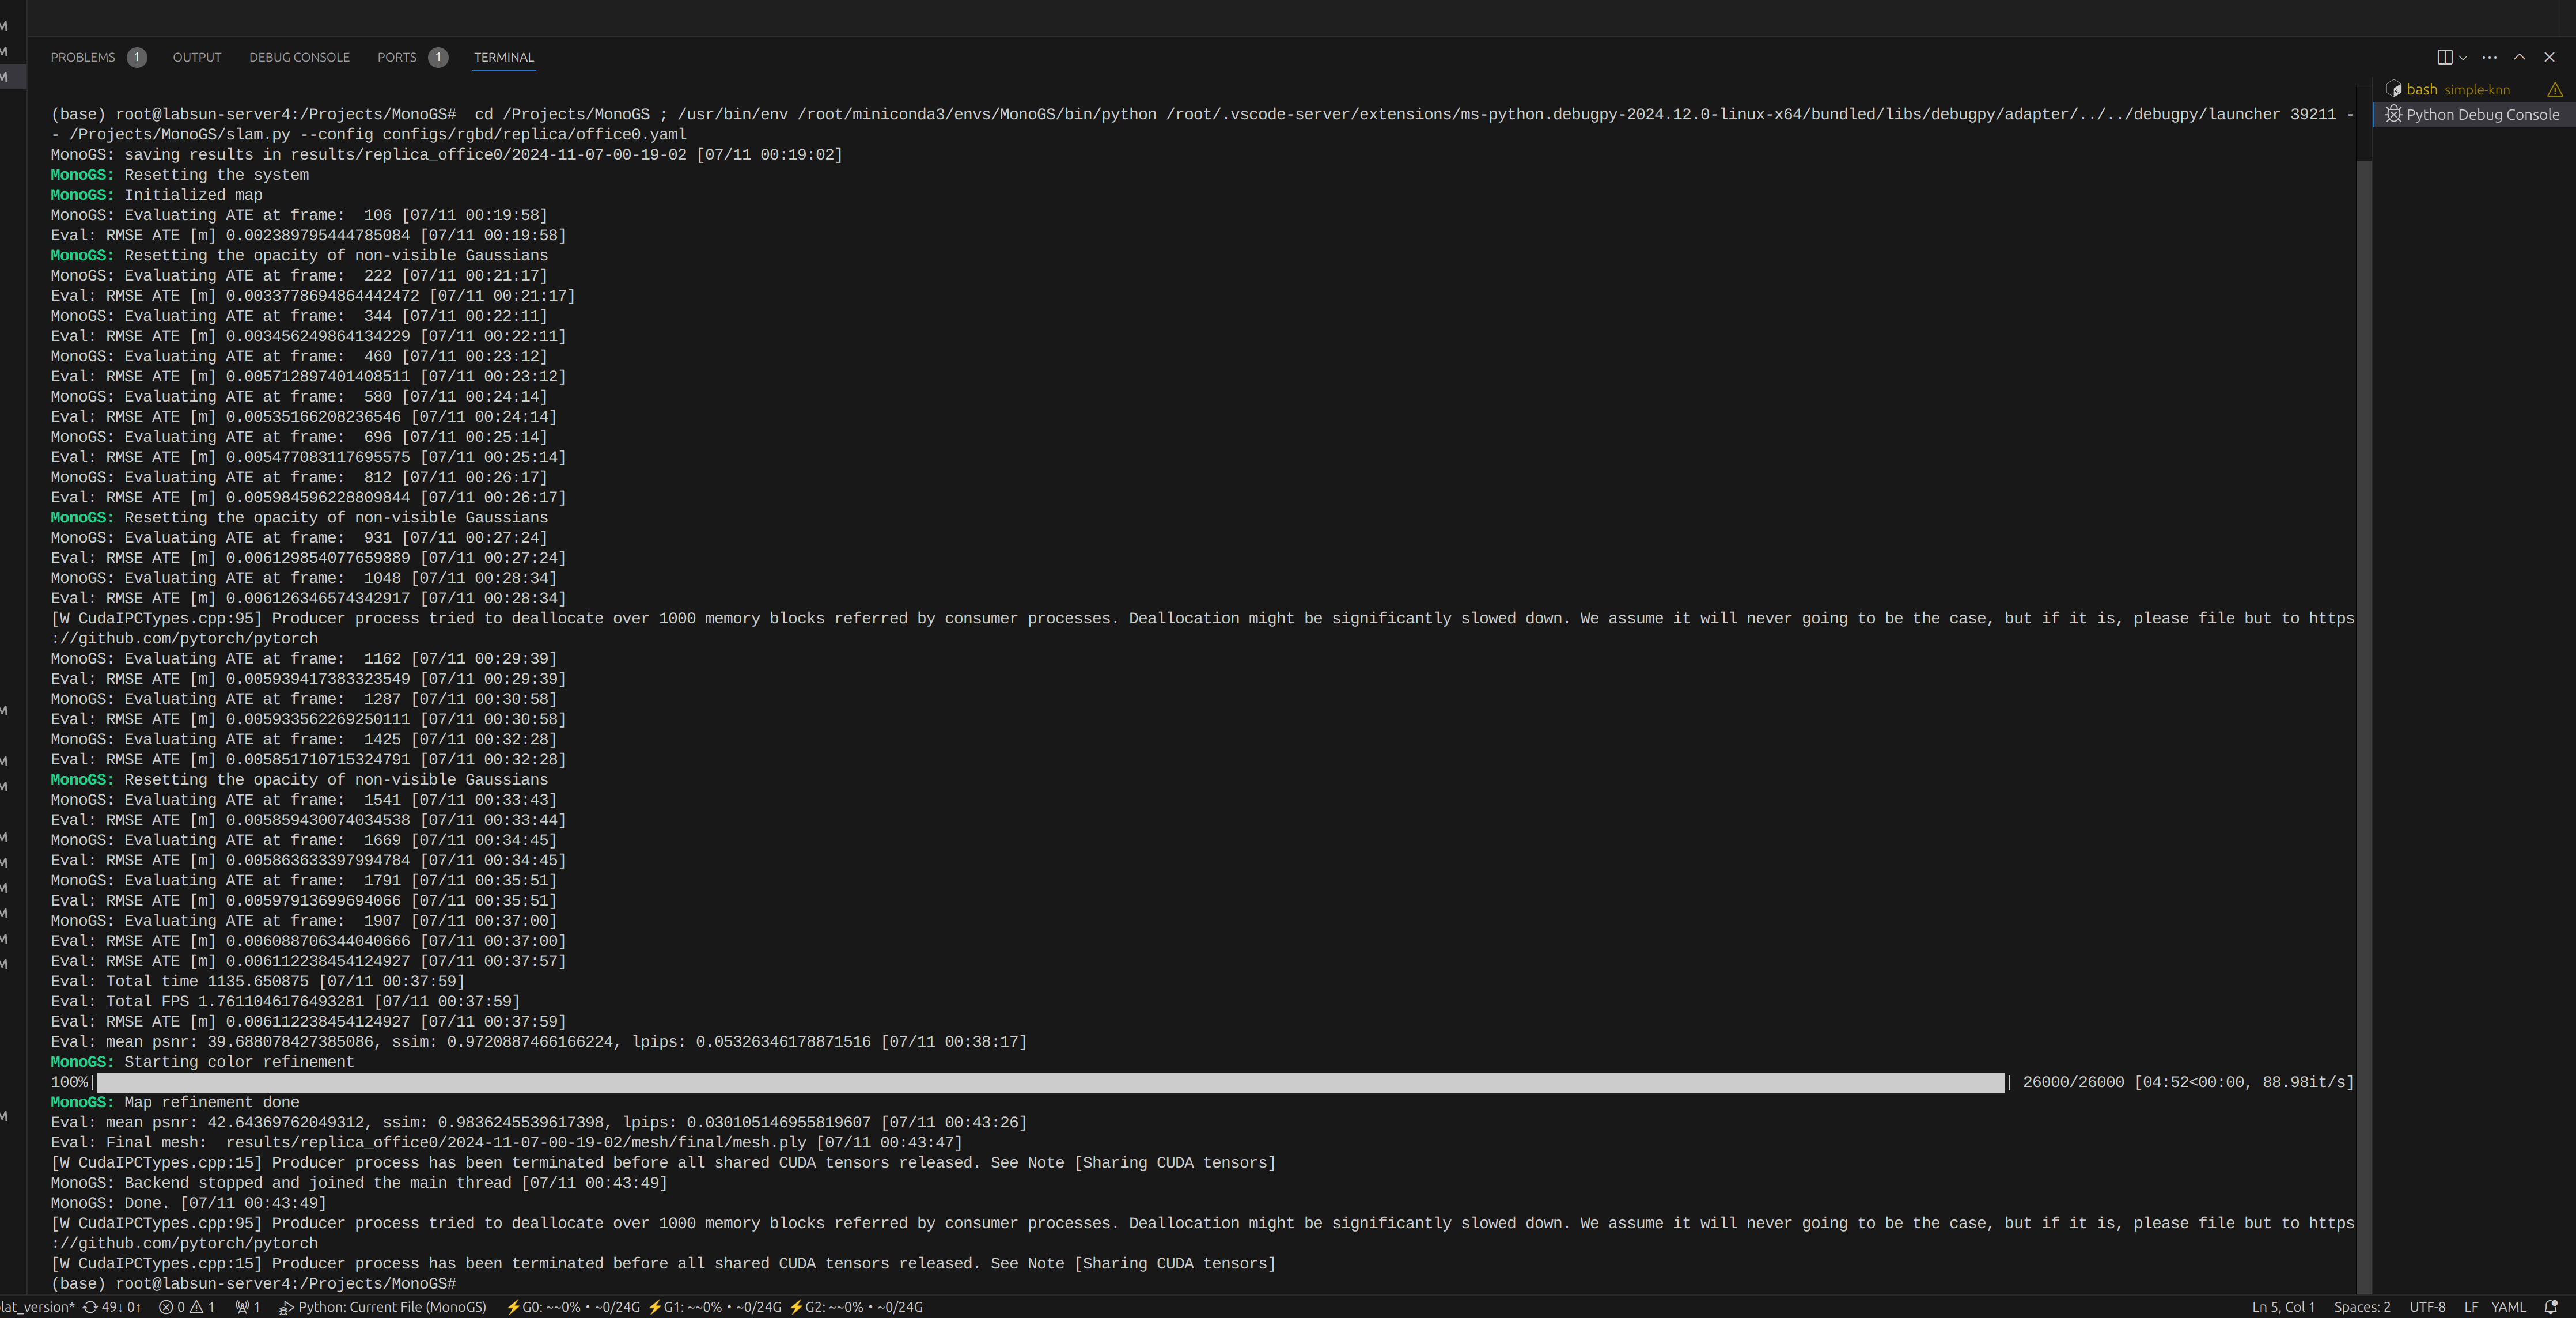 PROBLEMS 1 OUTPUT DEBUG CONSOLE PORTS 1 TERMINAL
bash simple-knn
Python Debug Console
(base) root@labsun-server4:/Projects/MonoGS#  cd /Projects/MonoGS ; /usr/bin/env /root/miniconda3/envs/MonoGS/bin/python /root/.vscode-server/extensions/ms-python.debugpy-2024.12.0-linux-x64/bundled/libs/debugpy/adapter/../../debugpy/launcher 39211 -
- /Projects/MonoGS/slam.py --config configs/rgbd/replica/office0.yaml
MonoGS: saving results in results/replica_office0/2024-11-07-00-19-02 [07/11 00:19:02]
MonoGS: Resetting the system
MonoGS: Initialized map
MonoGS: Evaluating ATE at frame:  106 [07/11 00:19:58]
Eval: RMSE ATE [m] 0.002389795444785084 [07/11 00:19:58]
MonoGS: Resetting the opacity of non-visible Gaussians
MonoGS: Evaluating ATE at frame:  222 [07/11 00:21:17]
Eval: RMSE ATE [m] 0.0033778694864442472 [07/11 00:21:17]
MonoGS: Evaluating ATE at frame:  344 [07/11 00:22:11]
Eval: RMSE ATE [m] 0.003456249864134229 [07/11 00:22:11]
MonoGS: Evaluating ATE at frame:  460 [07/11 00:23:12]
Eval: RMSE ATE [m] 0.005712897401408511 [07/11 00:23:12]
MonoGS: Evaluating ATE at frame:  580 [07/11 00:24:14]
Eval: RMSE ATE [m] 0.00535166208236546 [07/11 00:24:14]
MonoGS: Evaluating ATE at frame:  696 [07/11 00:25:14]
Eval: RMSE ATE [m] 0.005477083117695575 [07/11 00:25:14]
MonoGS: Evaluating ATE at frame:  812 [07/11 00:26:17]
Eval: RMSE ATE [m] 0.005984596228809844 [07/11 00:26:17]
MonoGS: Resetting the opacity of non-visible Gaussians
MonoGS: Evaluating ATE at frame:  931 [07/11 00:27:24]
Eval: RMSE ATE [m] 0.006129854077659889 [07/11 00:27:24]
MonoGS: Evaluating ATE at frame:  1048 [07/11 00:28:34]
Eval: RMSE ATE [m] 0.006126346574342917 [07/11 00:28:34]
[W CudaIPCTypes.cpp:95] Producer process tried to deallocate over 1000 memory blocks referred by consumer processes. Deallocation might be significantly slowed down. We assume it will never going to be the case, but if it is, please file but to https
://github.com/pytorch/pytorch
MonoGS: Evaluating ATE at frame:  1162 [07/11 00:29:39]
Eval: RMSE ATE [m] 0.005939417383323549 [07/11 00:29:39]
MonoGS: Evaluating ATE at frame:  1287 [07/11 00:30:58]
Eval: RMSE ATE [m] 0.005933562269250111 [07/11 00:30:58]
MonoGS: Evaluating ATE at frame:  1425 [07/11 00:32:28]
Eval: RMSE ATE [m] 0.005851710715324791 [07/11 00:32:28]
MonoGS: Resetting the opacity of non-visible Gaussians
MonoGS: Evaluating ATE at frame:  1541 [07/11 00:33:43]
Eval: RMSE ATE [m] 0.005859430074034538 [07/11 00:33:44]
MonoGS: Evaluating ATE at frame:  1669 [07/11 00:34:45]
Eval: RMSE ATE [m] 0.005863633397994784 [07/11 00:34:45]
MonoGS: Evaluating ATE at frame:  1791 [07/11 00:35:51]
Eval: RMSE ATE [m] 0.00597913699694066 [07/11 00:35:51]
MonoGS: Evaluating ATE at frame:  1907 [07/11 00:37:00]
Eval: RMSE ATE [m] 0.006088706344040666 [07/11 00:37:00]
Eval: RMSE ATE [m] 0.006112238454124927 [07/11 00:37:57]
Eval: Total time 1135.650875 [07/11 00:37:59]
Eval: Total FPS 1.7611046176493281 [07/11 00:37:59]
Eval: RMSE ATE [m] 0.006112238454124927 [07/11 00:37:59]
Eval: mean psnr: 39.688078427385086, ssim: 0.9720887466166224, lpips: 0.05326346178871516 [07/11 00:38:17]
MonoGS: Starting color refinement
100%| | 26000/26000 [04:52<00:00, 88.98it/s]
MonoGS: Map refinement done
Eval: mean psnr: 42.64369762049312, ssim: 0.9836245539617398, lpips: 0.030105146955819607 [07/11 00:43:26]
Eval: Final mesh:  results/replica_office0/2024-11-07-00-19-02/mesh/final/mesh.ply [07/11 00:43:47]
[W CudaIPCTypes.cpp:15] Producer process has been terminated before all shared CUDA tensors released. See Note [Sharing CUDA tensors]
MonoGS: Backend stopped and joined the main thread [07/11 00:43:49]
MonoGS: Done. [07/11 00:43:49]
[W CudaIPCTypes.cpp:95] Producer process tried to deallocate over 1000 memory blocks referred by consumer processes. Deallocation might be significantly slowed down. We assume it will never going to be the case, but if it is, please file but to https
://github.com/pytorch/pytorch
[W CudaIPCTypes.cpp:15] Producer process has been terminated before all shared CUDA tensors released. See Note [Sharing CUDA tensors]
(base) root@labsun-server4:/Projects/MonoGS#
lat_version* 49↓ 0↑ 0 1 1 Python: Current File (MonoGS) ⚡G0: ~~0% • ~0/24G ⚡G1: ~~0% • ~0/24G ⚡G2: ~~0% • ~0/24G Ln 5, Col 1 Spaces: 2 UTF-8 LF YAML